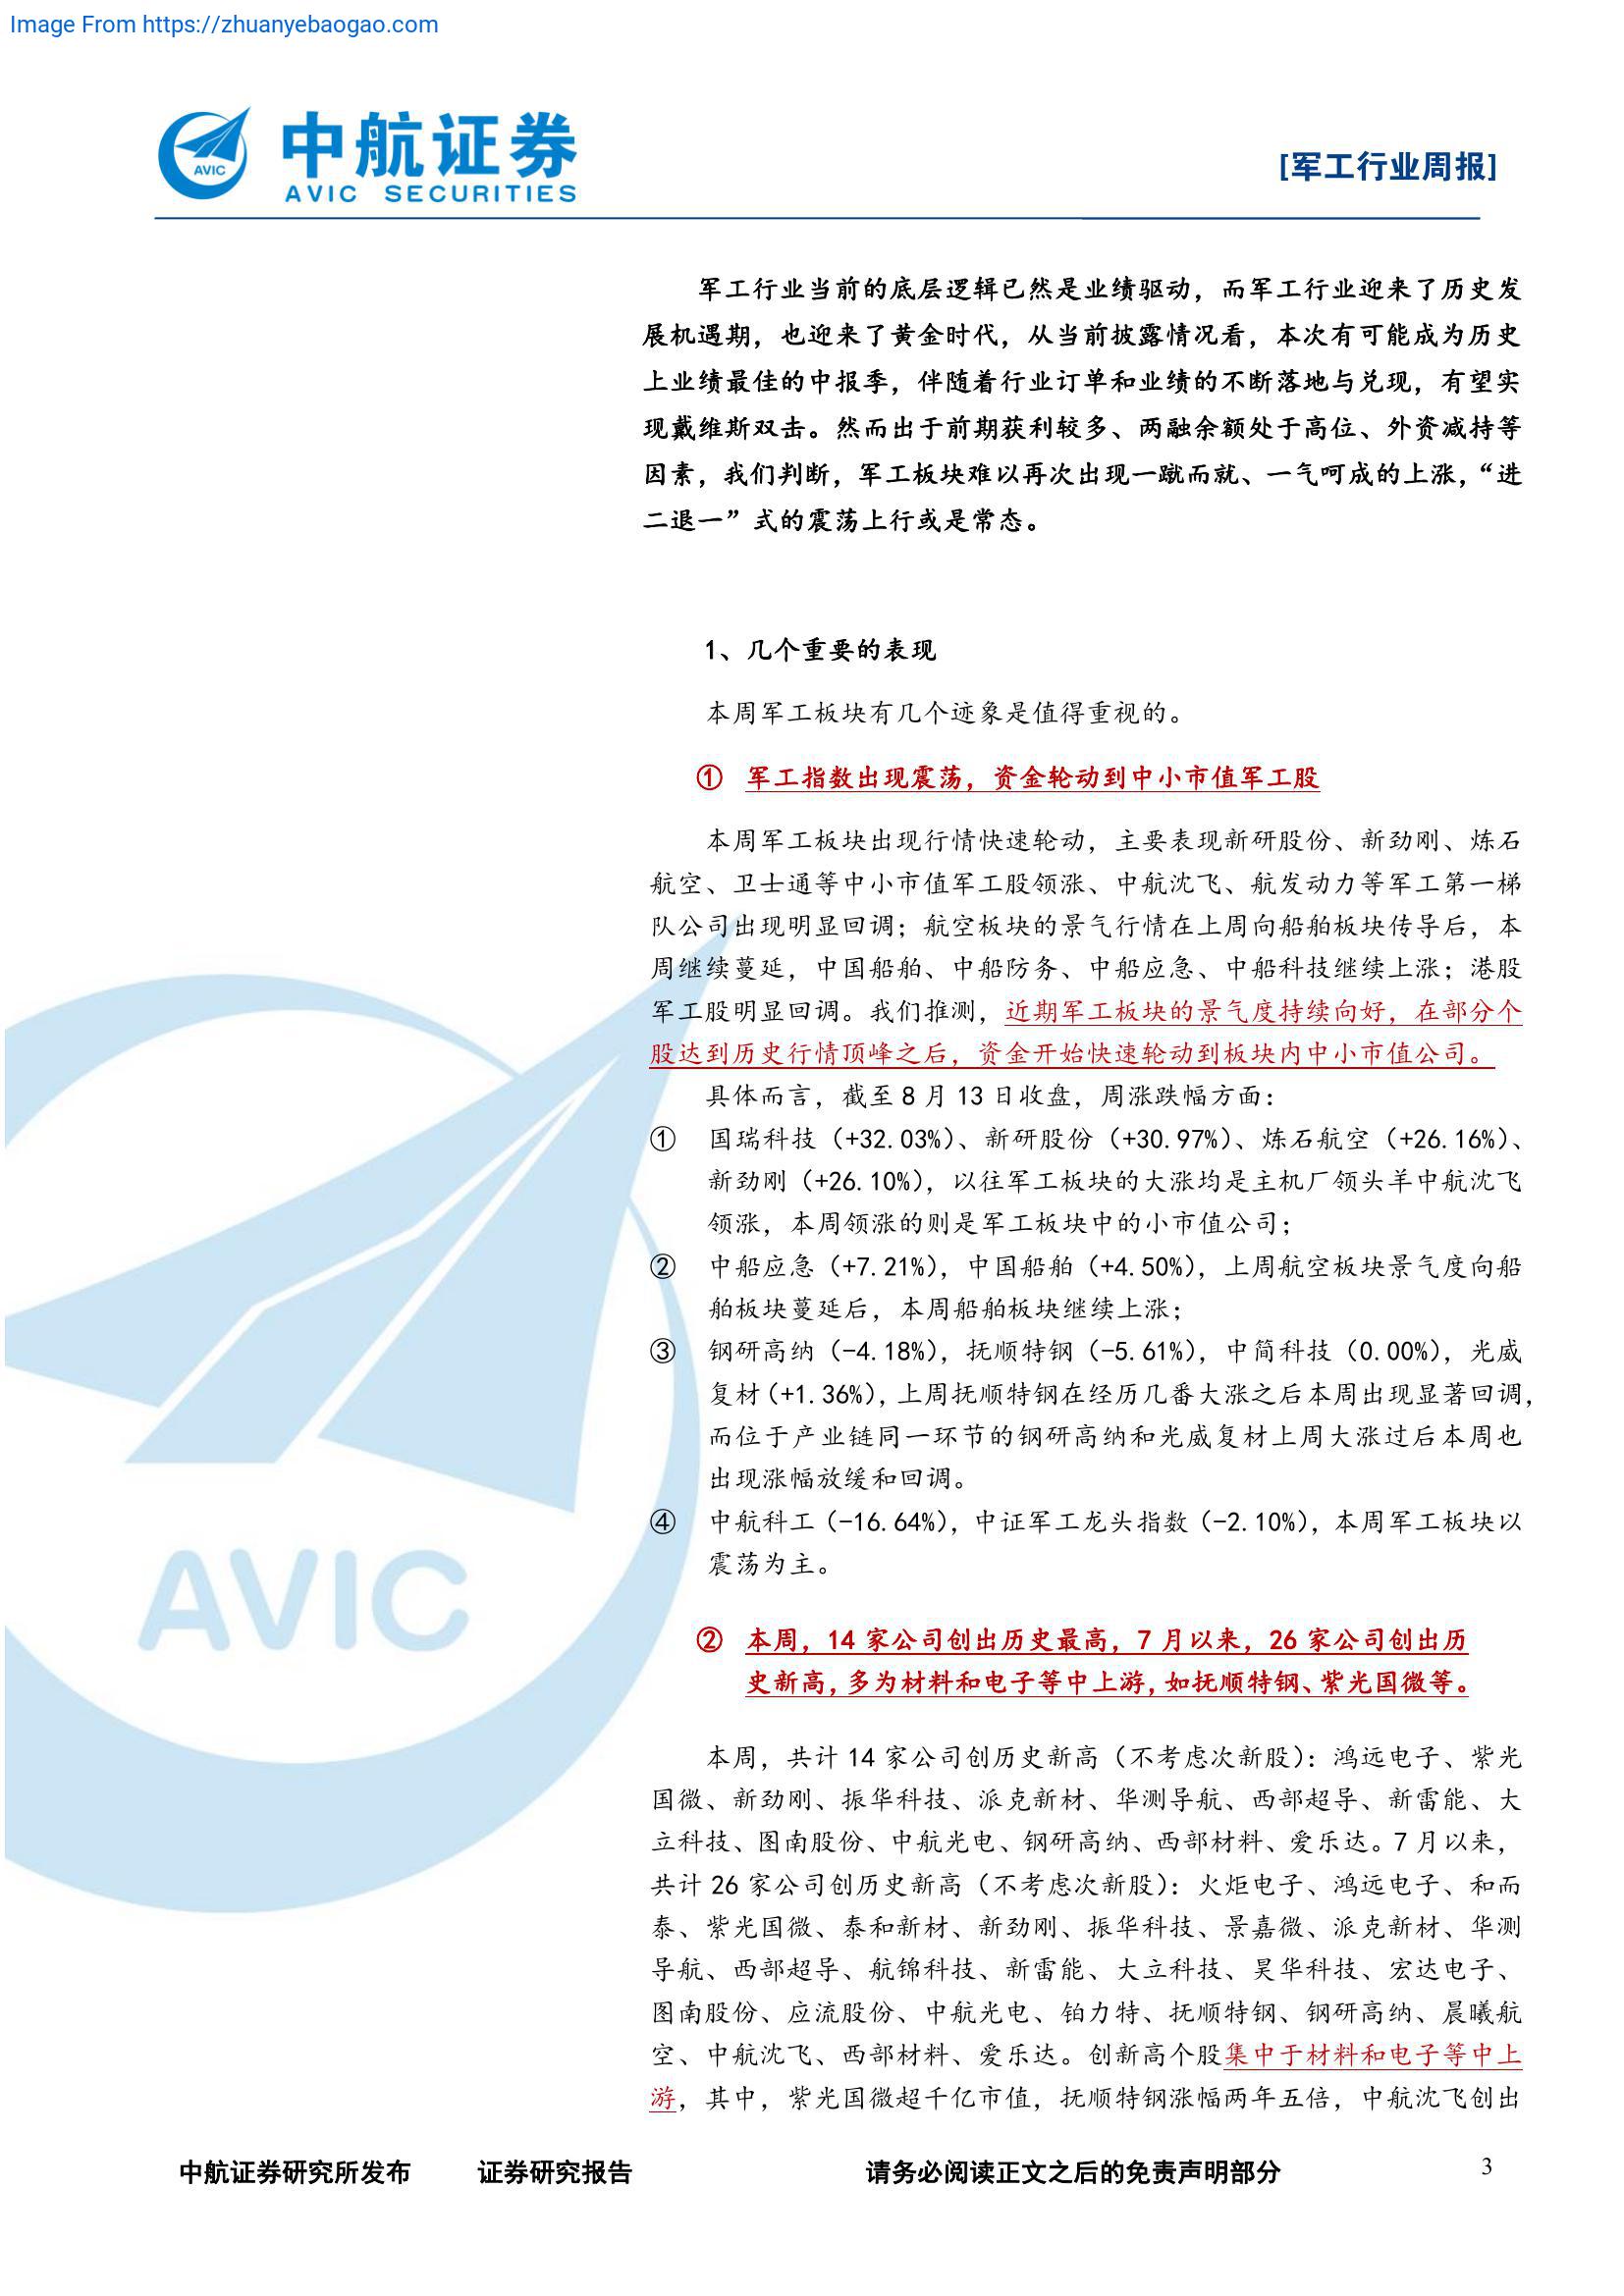 Image From https://zhuanyebaogao.com
AVIC
中航证券
AVIC SECURITIES
[军工行业周报]
军工行业当前的底层逻辑已然是业绩驱动，而军工行业迎来了历史发
展机遇期，也迎来了黄金时代，从当前披露情况看，本次有可能成为历史
上业绩最佳的中报季，伴随着行业订单和业绩的不断落地与兑现，有望实
现戴维斯双击。然而出于前期获利较多、两融余额处于高位、外资减持等
因素，我们判断，军工板块难以再次出现一蹴而就、一气呵成的上涨，“进
二退一”式的震荡上行或是常态。
1、几个重要的表现
本周军工板块有几个迹象是值得重视的。
① 军工指数出现震荡，资金轮动到中小市值军工股
本周军工板块出现行情快速轮动，主要表现新研股份、新劲刚、炼石
航空、卫士通等中小市值军工股领涨、中航沈飞、航发动力等军工第一梯
队公司出现明显回调；航空板块的景气行情在上周向船舶板块传导后，本
周继续蔓延，中国船舶、中船防务、中船应急、中船科技继续上涨；港股
军工股明显回调。我们推测，近期军工板块的景气度持续向好，在部分个
股达到历史行情顶峰之后，资金开始快速轮动到板块内中小市值公司。
具体而言，截至 8 月 13 日收盘，周涨跌幅方面：
① 国瑞科技（+32.03%）、新研股份（+30.97%）、炼石航空（+26.16%）、
新劲刚（+26.10%），以往军工板块的大涨均是主机厂领头羊中航沈飞
领涨，本周领涨的则是军工板块中的小市值公司；
② 中船应急（+7.21%），中国船舶（+4.50%），上周航空板块景气度向船
舶板块蔓延后，本周船舶板块继续上涨；
③ 钢研高纳（-4.18%），抚顺特钢（-5.61%），中简科技（0.00%），光威
复材（+1.36%），上周抚顺特钢在经历几番大涨之后本周出现显著回调，
而位于产业链同一环节的钢研高纳和光威复材上周大涨过后本周也
出现涨幅放缓和回调。
④ 中航科工（-16.64%），中证军工龙头指数（-2.10%），本周军工板块以
震荡为主。
AVIC
② 本周，14 家公司创出历史最高，7 月以来，26 家公司创出历
史新高，多为材料和电子等中上游，如抚顺特钢、紫光国微等。
本周，共计 14 家公司创历史新高（不考虑次新股）：鸿远电子、紫光
国微、新劲刚、振华科技、派克新材、华测导航、西部超导、新雷能、大
立科技、图南股份、中航光电、钢研高纳、西部材料、爱乐达。7 月以来，
共计 26 家公司创历史新高（不考虑次新股）：火炬电子、鸿远电子、和而
泰、紫光国微、泰和新材、新劲刚、振华科技、景嘉微、派克新材、华测
导航、西部超导、航锦科技、新雷能、大立科技、昊华科技、宏达电子、
图南股份、应流股份、中航光电、铂力特、抚顺特钢、钢研高纳、晨曦航
空、中航沈飞、西部材料、爱乐达。创新高个股集中于材料和电子等中上
游，其中，紫光国微超千亿市值，抚顺特钢涨幅两年五倍，中航沈飞创出
中航证券研究所发布 证券研究报告 请务必阅读正文之后的免责声明部分 3